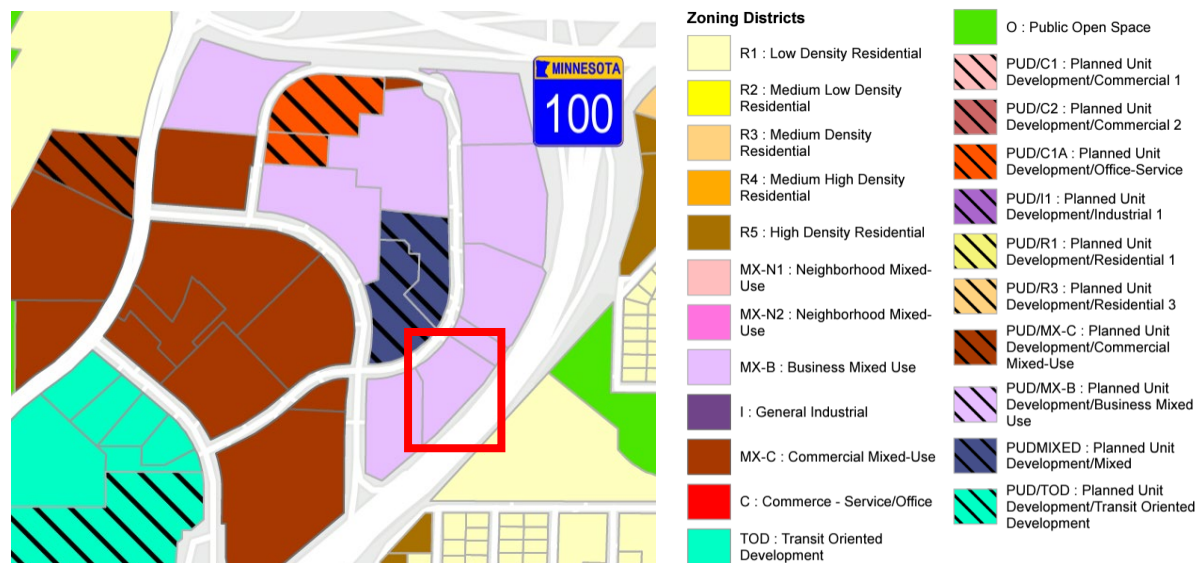 MINNESOTA
100
Zoning Districts
R1 : Low Density Residential
R2 : Medium Low Density
Residential
R3 : Medium Density
Residential
R4 : Medium High Density
Residential
R5 : High Density Residential
MX-N1 : Neighborhood Mixed-
Use
MX-N2 : Neighborhood Mixed-
Use
MX-B : Business Mixed Use
I : General Industrial
MX-C : Commercial Mixed-Use
C : Commerce - Service/Office
TOD : Transit Oriented
Development
O : Public Open Space
PUD/C1 : Planned Unit
Development/Commercial 1
PUD/C2 : Planned Unit
Development/Commercial 2
PUD/C1A : Planned Unit
Development/Office-Service
PUD/I1 : Planned Unit
Development/Industrial 1
PUD/R1 : Planned Unit
Development/Residential 1
PUD/R3 : Planned Unit
Development/Residential 3
PUD/MX-C : Planned Unit
Development/Commercial
Mixed-Use
PUD/MX-B : Planned Unit
Development/Business Mixed
Use
PUDMIXED : Planned Unit
Development/Mixed
PUD/TOD : Planned Unit
Development/Transit Oriented
Development